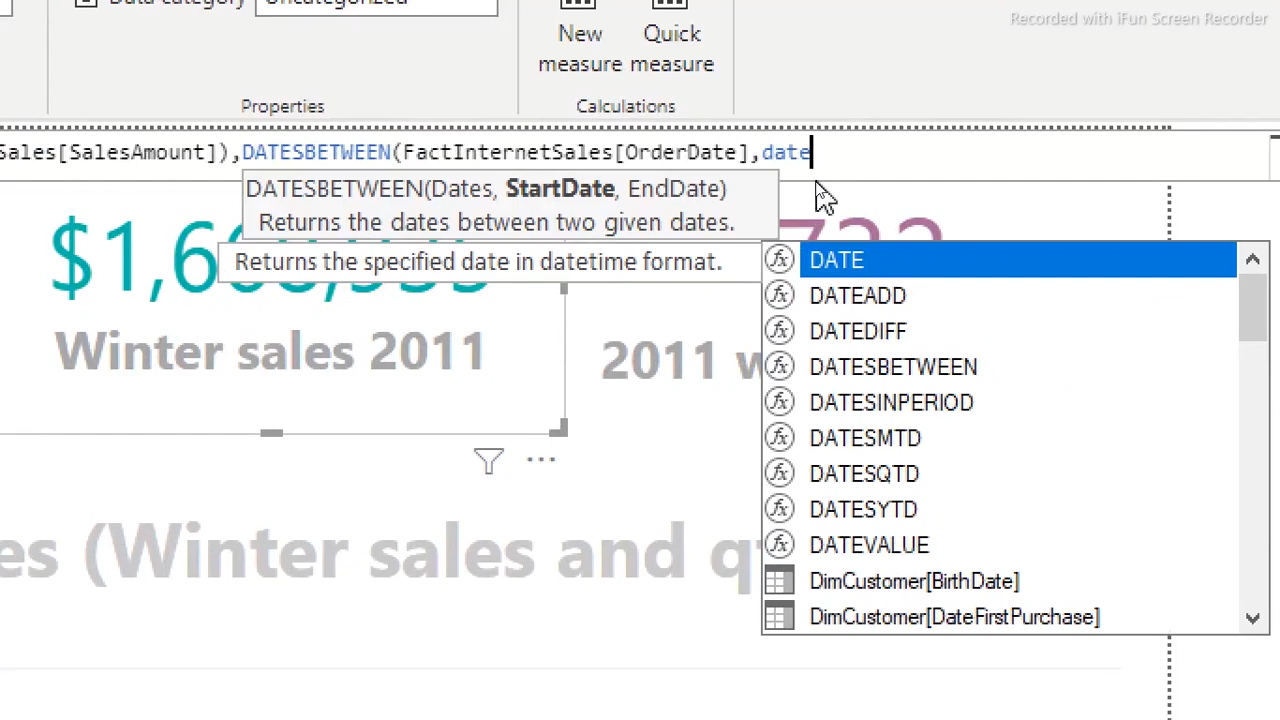 Data category
Uncategorized
Recorded with iFun Screen Recorder
New
measure
Quick
measure
Properties
Calculations
Sales[SalesAmount]),DATESBETWEEN(FactInternetSales[OrderDate],date
DATESBETWEEN(Dates, StartDate, EndDate)
Returns the dates between two given dates.
Returns the specified date in datetime format.
Winter sales 2011
2011 w
DATE
DATEADD
DATEDIFF
DATESBETWEEN
DATESINPERIOD
DATESMTD
DATESQTD
DATESYTD
DATEVALUE
DimCustomer[BirthDate]
DimCustomer[DateFirstPurchase]
es (Winter sales and q